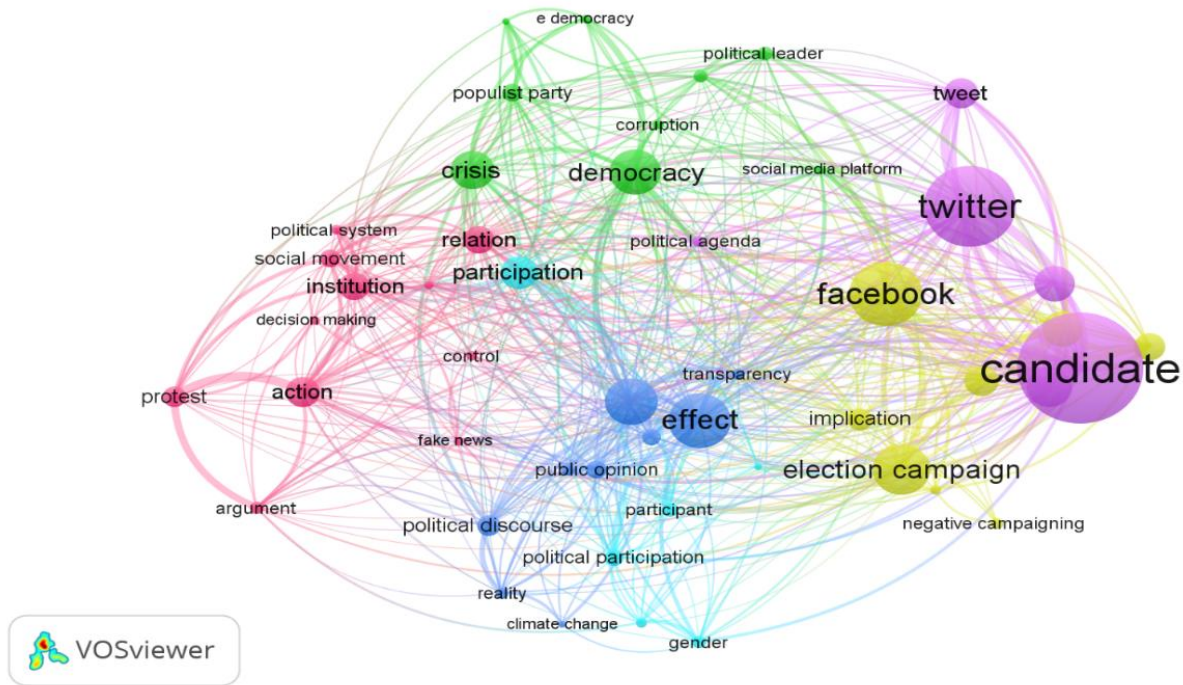 e democracy
political leader
populist party
tweet
corruption
crisis
democracy
social media platform
twitter
political system
relation
political agenda
social movement
participation
institution
facebook
decision making
control
transparency
candidate
protest
action
implication
effect
fake news
public opinion
election campaign
argument
participant
political discourse
negative campaigning
political participation
reality
climate change
gender
VOSviewer